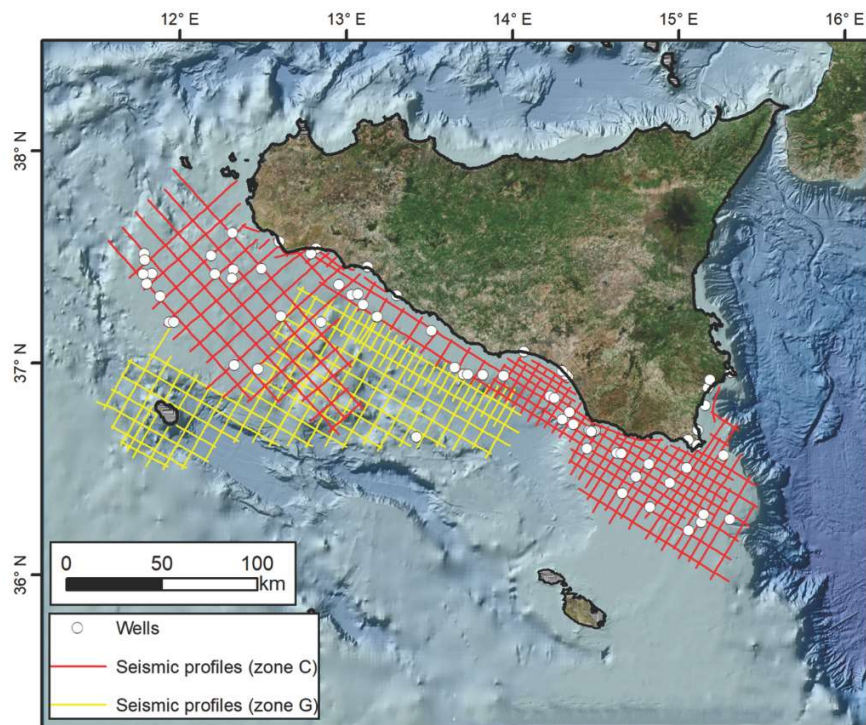 12° E 13° E 14° E 15° E 16° E
38° N
37° N
36° N
0 50 100
km
Wells
Seismic profiles (zone C)
Seismic profiles (zone G)